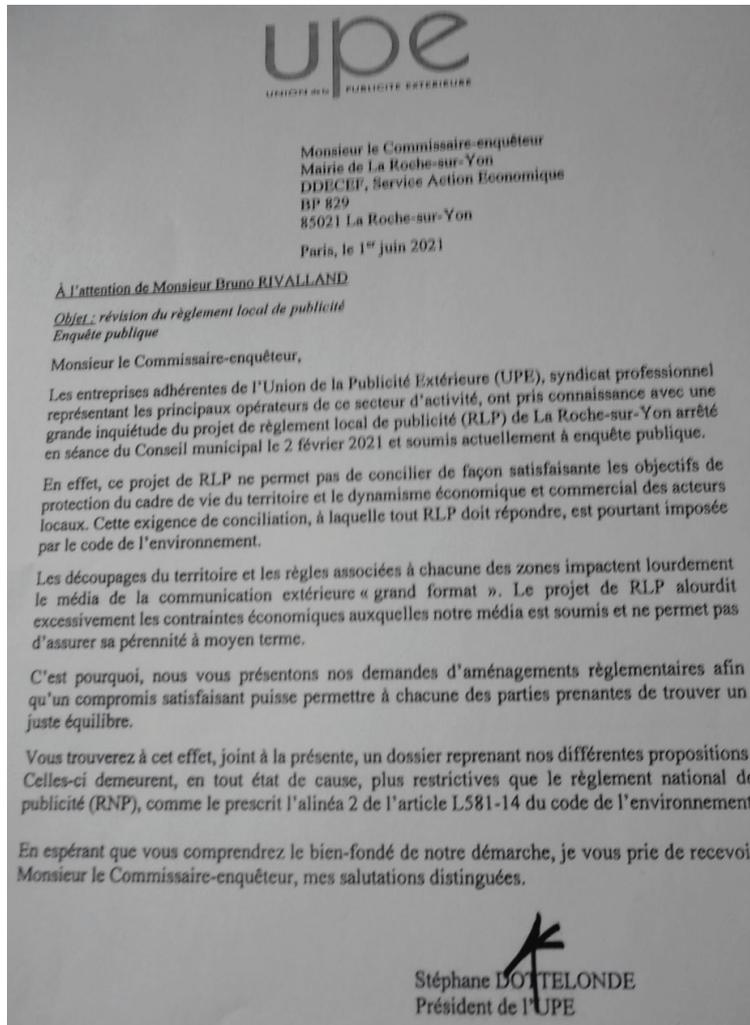 upe
UNION de la PUBLICITE EXTERIEURE
Monsieur le Commissaire-enquêteur
Mairie de La Roche-sur-Yon
DDECEF, Service Action Economique
BP 829
85021 La Roche-sur-Yon
Paris, le 1er juin 2021
À l'attention de Monsieur Bruno RIVALLAND
Objet : révision du règlement local de publicité
Enquête publique
Monsieur le Commissaire-enquêteur,
Les entreprises adhérentes de l'Union de la Publicité Extérieure (UPE), syndicat professionnel
représentant les principaux opérateurs de ce secteur d'activité, ont pris connaissance avec une
grande inquiétude du projet de règlement local de publicité (RLP) de La Roche-sur-Yon arrêté
en séance du Conseil municipal le 2 février 2021 et soumis actuellement à enquête publique.
En effet, ce projet de RLP ne permet pas de concilier de façon satisfaisante les objectifs de
protection du cadre de vie du territoire et le dynamisme économique et commercial des acteurs
locaux. Cette exigence de conciliation, à laquelle tout RLP doit répondre, est pourtant imposée
par le code de l'environnement.
Les découpages du territoire et les règles associées à chacune des zones impactent lourdement
le média de la communication extérieure « grand format ». Le projet de RLP alourdit
excessivement les contraintes économiques auxquelles notre média est soumis et ne permet pas
d'assurer sa pérennité à moyen terme.
C'est pourquoi, nous vous présentons nos demandes d'aménagements règlementaires afin
qu'un compromis satisfaisant puisse permettre à chacune des parties prenantes de trouver un
juste équilibre.
Vous trouverez à cet effet, joint à la présente, un dossier reprenant nos différentes propositions
Celles-ci demeurent, en tout état de cause, plus restrictives que le règlement national de
publicité (RNP), comme le prescrit l'alinéa 2 de l'article L581-14 du code de l'environnement
En espérant que vous comprendrez le bien-fondé de notre démarche, je vous prie de recevoi
Monsieur le Commissaire-enquêteur, mes salutations distinguées.
Stéphane DOTTELONDE
Président de l'UPE